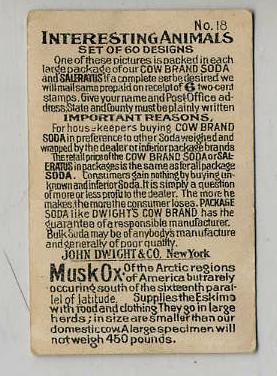 No. 18
INTERESTING ANIMALS
SET OF 60 DESIGNS
One of these pictures is packed in each
large package of our COW BRAND SODA
and SALERATUS if a complete series be desired we
will mail same prepaid on receipt of 6 two cent
stamps. Give your name and Post Office ad-
dress. State and County must be plainly written
IMPORTANT REASONS,
For housekeepers buying COW BRAND
SODA in preference to other Soda weighed and
wrapped by the dealer or inferior package brands
The retail price of the COW BRAND SODA or SAL-
ERATUS in packages is the same as for all package
SODA. Consumers gain nothing by buying un-
known and inferior Soda. It is simply a question
of more or less profit to the dealer. The more he
makes the more the consumer loses. PACKAGE
SODA like DWIGHT'S COW BRAND has the
guarantee of a responsible manufacturer.
Bulk Soda may be of anybody's manufacture
and generally of poor quality.
JOHN DWIGHT & CO. New York
Musk Ox Of the Arctic regions
of America but rarely
occuring south of the sixteenth paral-
lel of latitude. Supplies the Eskimo
with food and clothing They go in large
herds; in size are smaller than our
domestic cow. A large specimen will
not weigh 450 pounds.